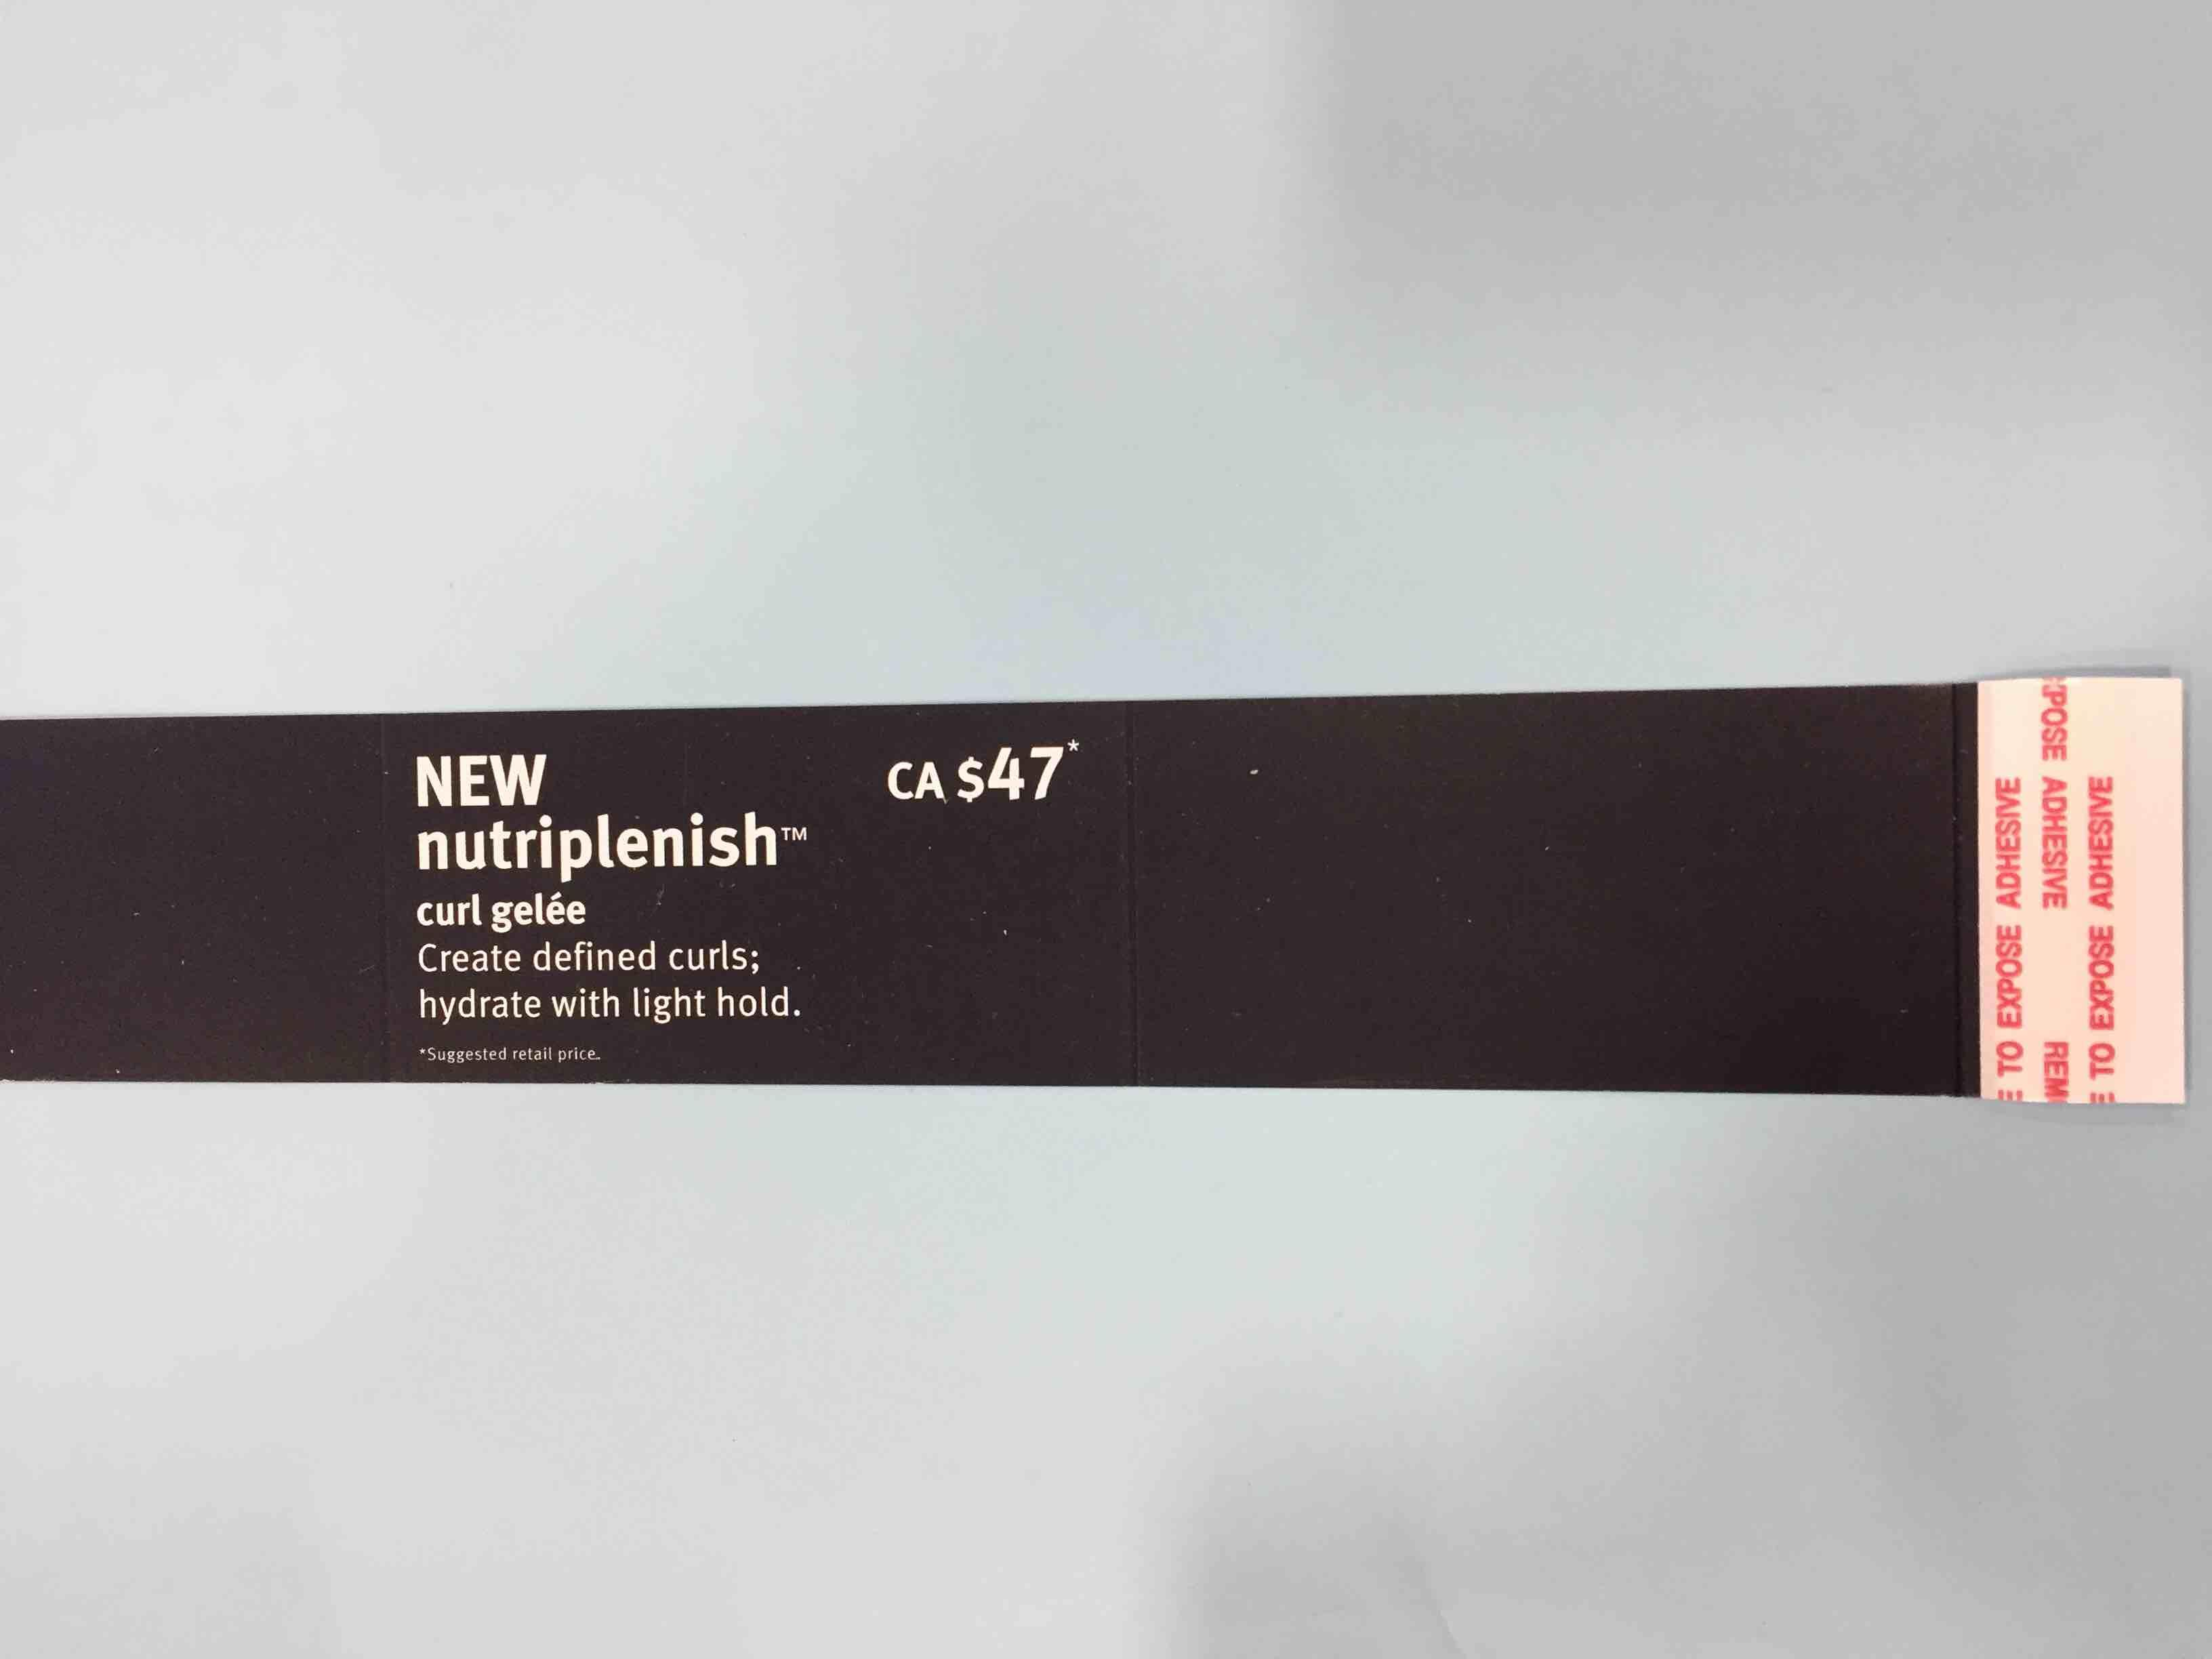 NEW
nutriplenish™
CA $47*
curl gelée
Create defined curls;
hydrate with light hold.
*Suggested retail price.
TO EXPOSE ADHESIVE
ADHESIVE
TO EXPOSE ADHESIVE